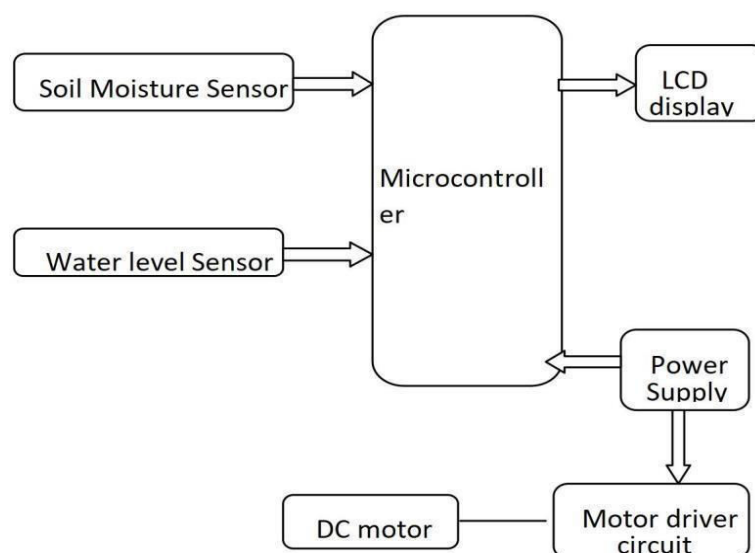 Soil Moisture Sensor
LCD
display
Microcontroll
er
Water level Sensor
Power
Supply
DC motor
Motor driver
circuit